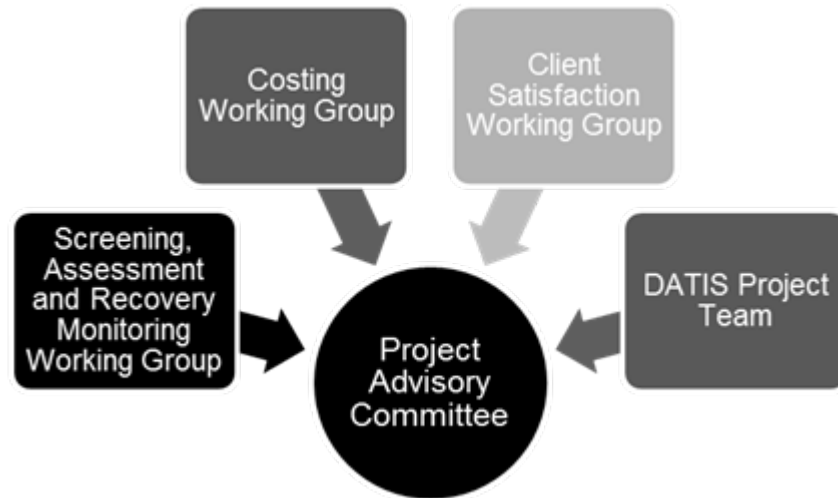 Costing
Working Group
Client
Satisfaction
Working Group
Screening,
Assessment
and Recovery
Monitoring
Working Group
DATIS Project
Team
Project
Advisory
Committee